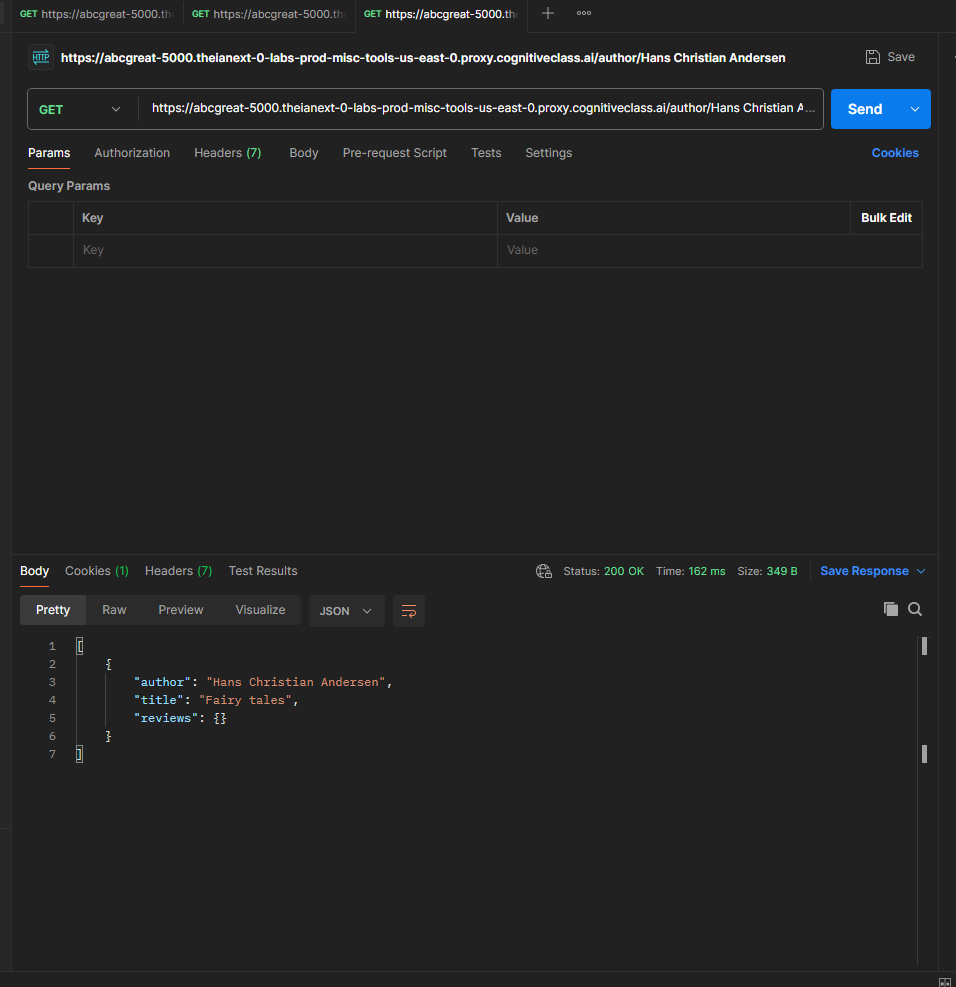 GET https://abcgreat-5000.th GET https://abcgreat-5000.th GET https://abcgreat-5000.th
HTTP https://abcgreat-5000.theianext-0-labs-prod-misc-tools-us-east-0.proxy.cognitiveclass.ai/author/Hans Christian Andersen Save
GET https://abcgreat-5000.theianext-0-labs-prod-misc-tools-us-east-0.proxy.cognitiveclass.ai/author/Hans Christian A... Send
Params Authorization Headers (7) Body Pre-request Script Tests Settings Cookies
Query Params
Key Value Bulk Edit
Key Value
Body Cookies (1) Headers (7) Test Results Status: 200 OK Time: 162 ms Size: 349 B Save Response
Pretty Raw Preview Visualize JSON
1 [
2 {
3 "author": "Hans Christian Andersen",
4 "title": "Fairy tales",
5 "reviews": {}
6 }
7 ]